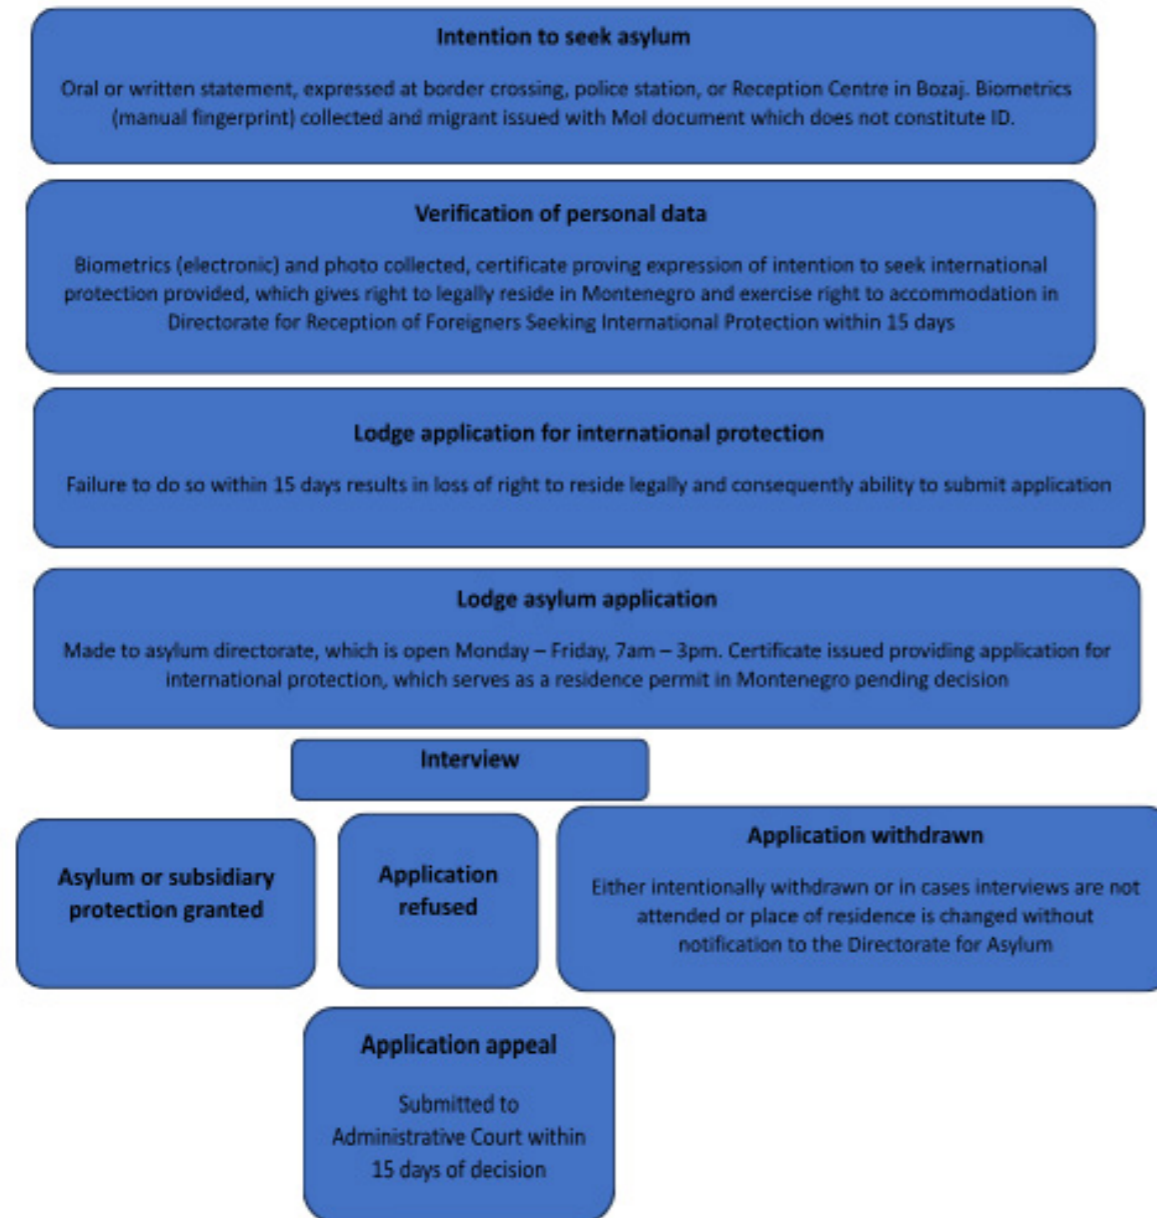 Intention to seek asylum
Oral or written statement, expressed at border crossing, police station, or Reception Centre in Bozaj. Biometrics
(manual fingerprint) collected and migrant issued with MoI document which does not constitute ID.
Verification of personal data
Biometrics (electronic) and photo collected, certificate proving expression of intention to seek international
protection provided, which gives right to legally reside in Montenegro and exercise right to accommodation in
Directorate for Reception of Foreigners Seeking International Protection within 15 days
Lodge application for international protection
Failure to do so within 15 days results in loss of right to reside legally and consequently ability to submit application
Lodge asylum application
Made to asylum directorate, which is open Monday – Friday, 7am – 3pm. Certificate issued providing application for
international protection, which serves as a residence permit in Montenegro pending decision
Interview
Asylum or subsidiary
protection granted
Application
refused
Application withdrawn
Either intentionally withdrawn or in cases interviews are not
attended or place of residence is changed without
notification to the Directorate for Asylum
Application appeal
Submitted to
Administrative Court within
15 days of decision